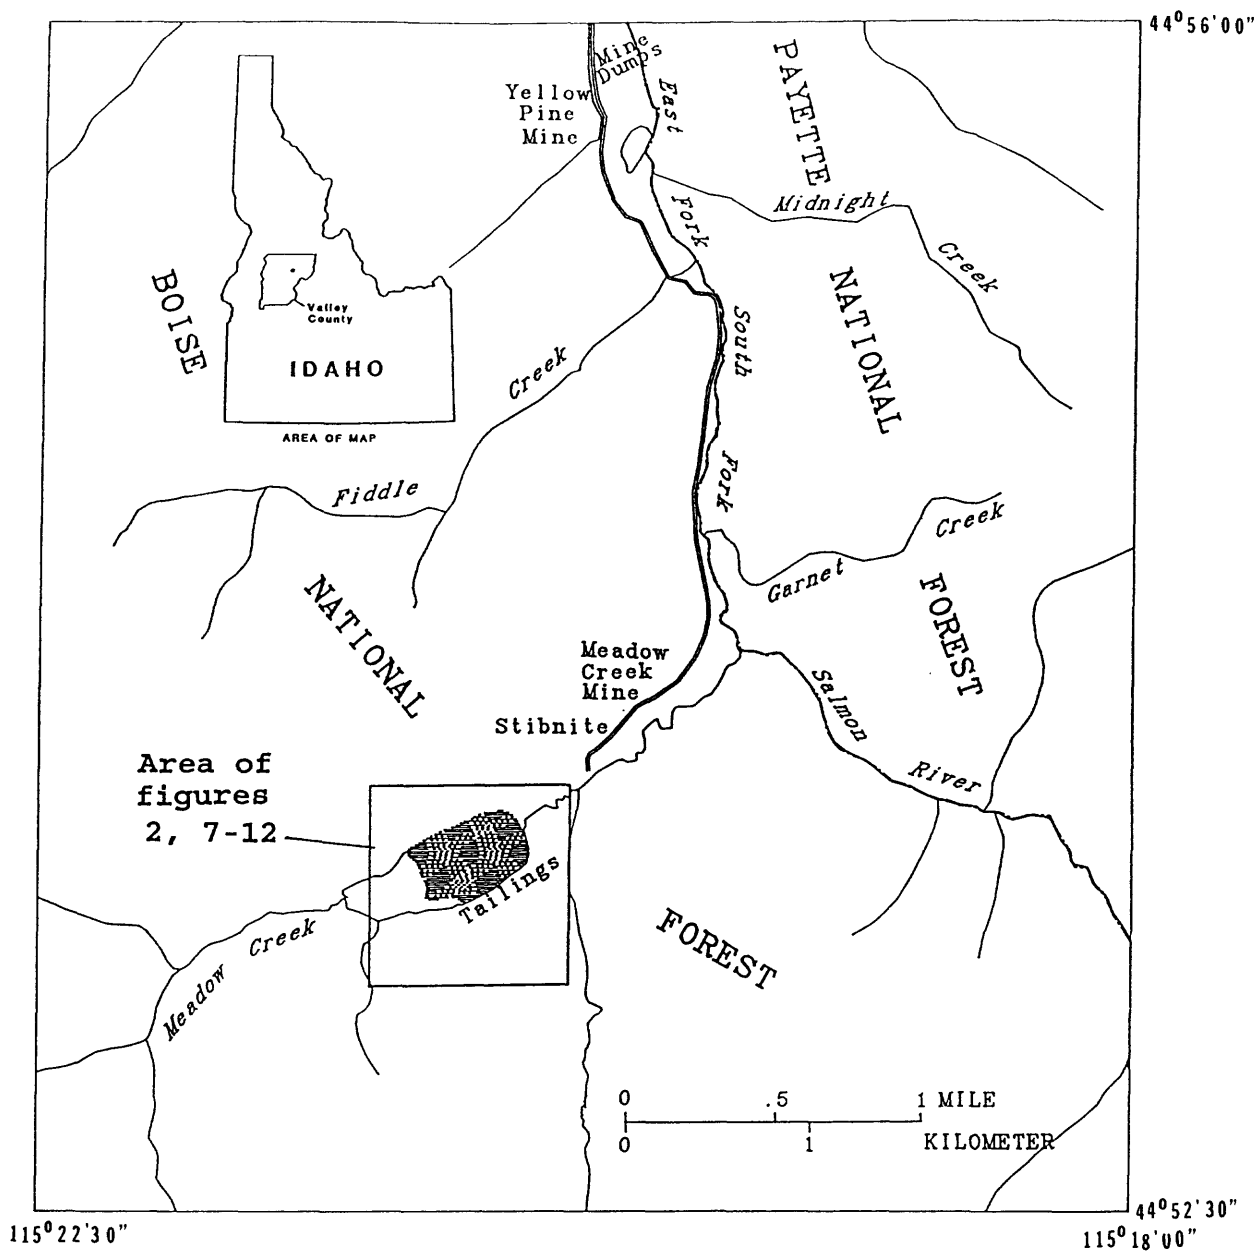 44°56'00"
Mine
Dumps
Yellow
Pine
Mine
East
PAYETTE
Midnight
Creek
Fork
BOISE
Valley
County
IDAHO
AREA OF MAP
NATIONAL
South
Creek
Fiddle
Fork
Creek
Garnet
NATIONAL
FOREST
Meadow
Creek
Mine
Salmon
Stibnite
River
Area of
figures
2, 7-12
Tailings
Creek
Meadow
FOREST
0 .5 1 MILE
0 1 KILOMETER
44°52'30"
115°22'30"
115°18'00"